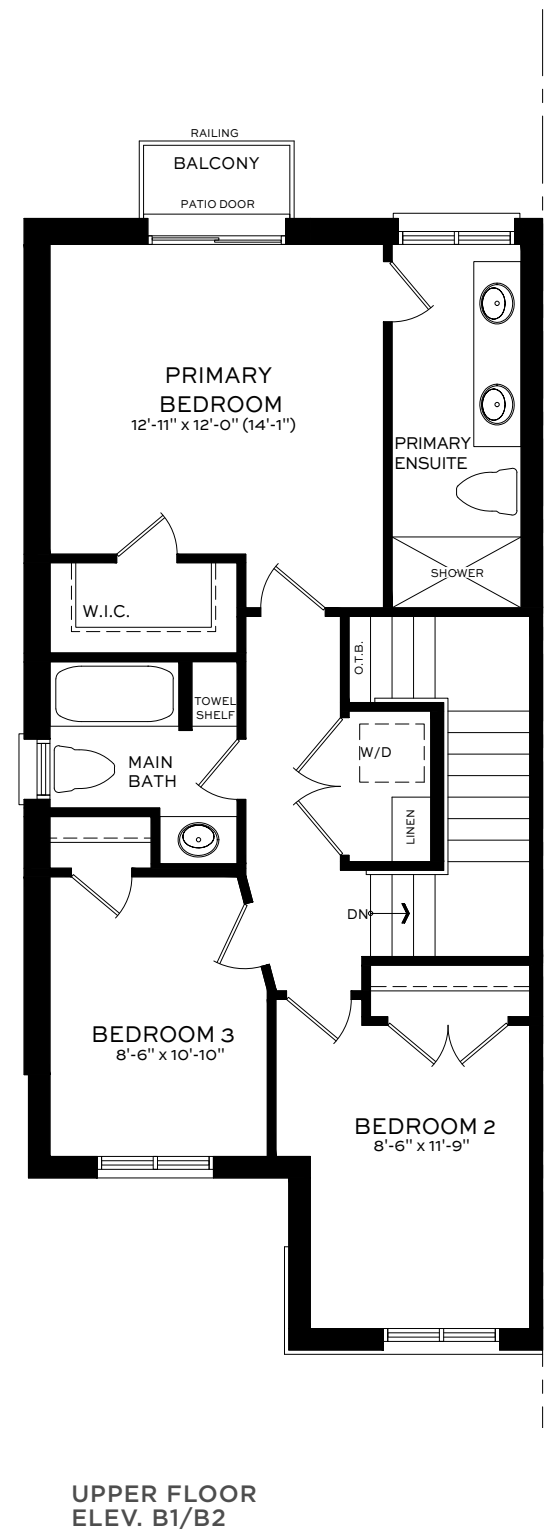 RAILING
BALCONY
PATIO DOOR
PRIMARY
BEDROOM
12'-11" x 12'-0" (14'-1")
PRIMARY
ENSUITE
SHOWER
W.I.C.
O.T.B.
TOWEL
SHELF
W/D
MAIN
BATH
LINEN
DN
BEDROOM 3
8'-6" x 10'-10"
BEDROOM 2
8'-6" x 11'-9"
UPPER FLOOR
ELEV. B1/B2